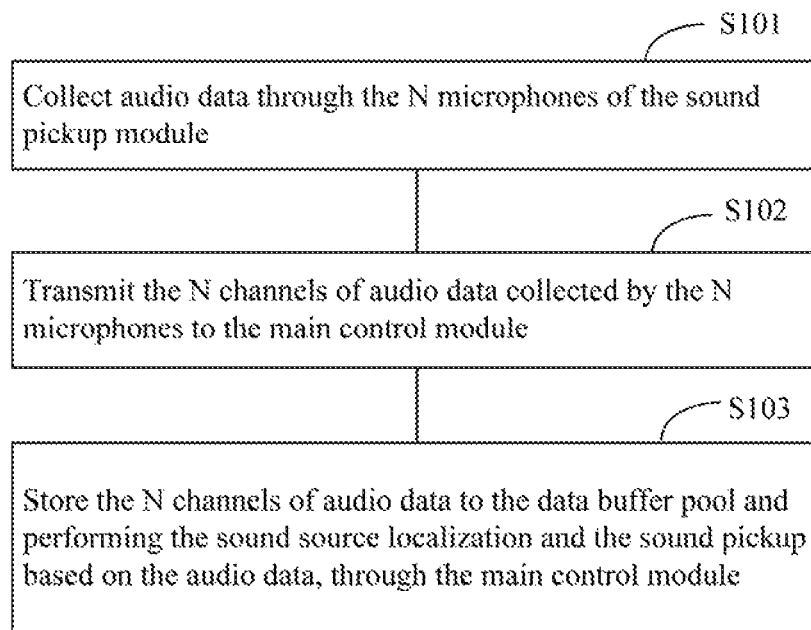 S101
Collect audio data through the N microphones of the sound
pickup module
S102
Transmit the N channels of audio data collected by the N
microphones to the main control module
S103
Store the N channels of audio data to the data buffer pool and
performing the sound source localization and the sound pickup
based on the audio data, through the main control module